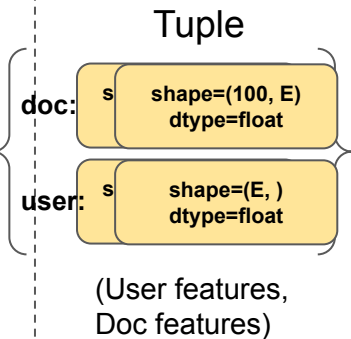 Tuple
doc:
s
shape=(100, E)
dtype=float
user:
s
shape=(E, )
dtype=float
(User features,
Doc features)